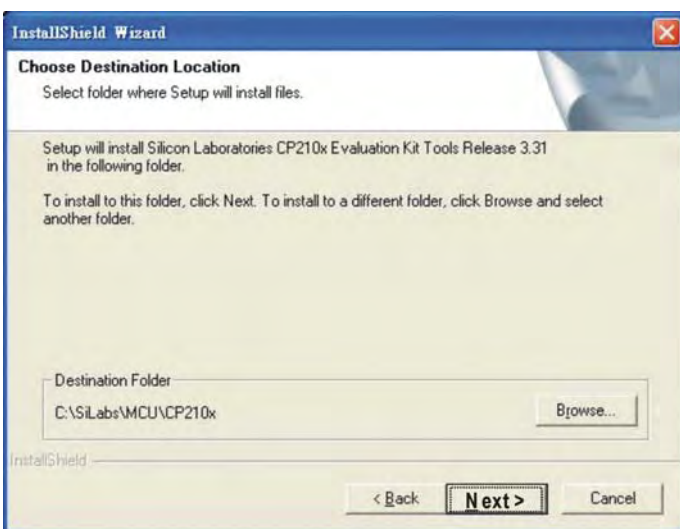 InstallShield Wizard
Choose Destination Location
Select folder where Setup will install files.
Setup will install Silicon Laboratories CP210x Evaluation Kit Tools Release 3.31
in the following folder.
To install to this folder, click Next. To install to a different folder, click Browse and select
another folder.
Destination Folder
C:\SiLabs\MCU\CP210x
Browse...
InstallShield
< Back
Next >
Cancel